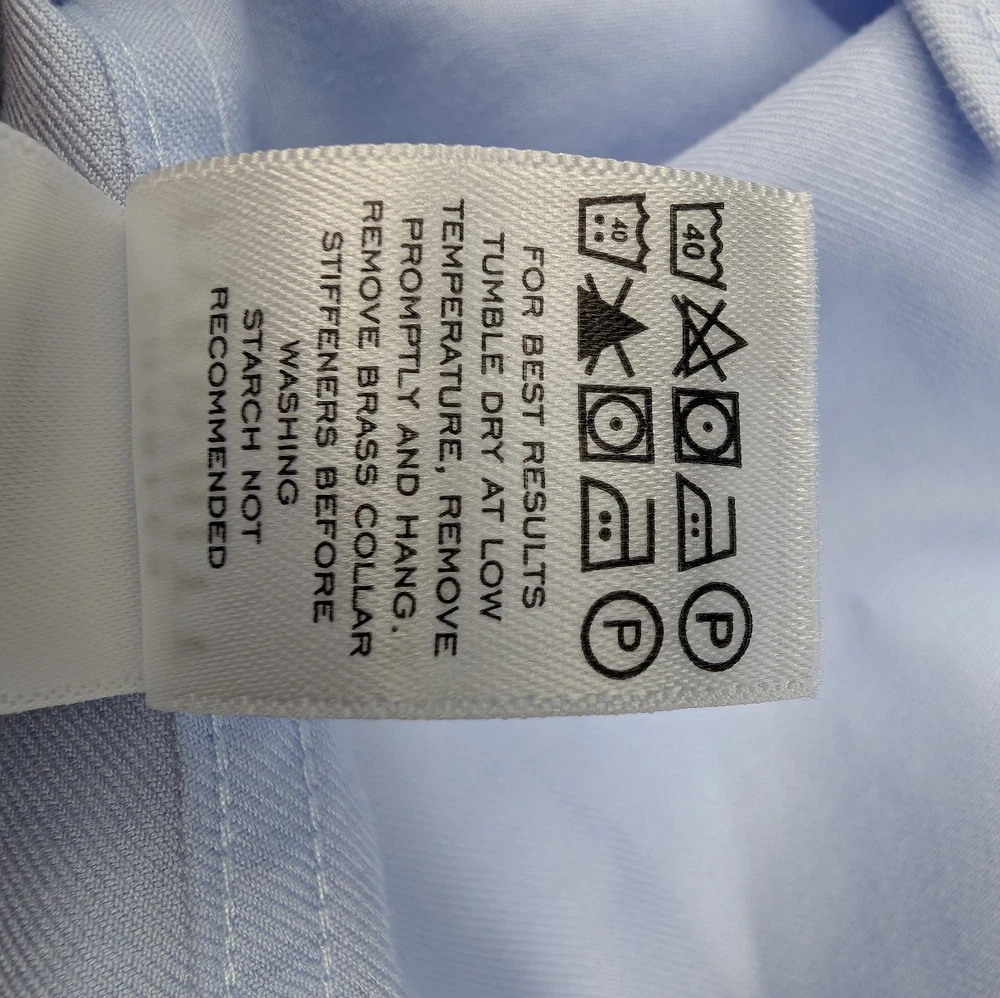 40 P
40 P
FOR BEST RESULTS
TUMBLE DRY AT LOW
TEMPERATURE, REMOVE
PROMPTLY AND HANG.
REMOVE BRASS COLLAR
STIFFENERS BEFORE
WASHING
STARCH NOT
RECOMMENDED